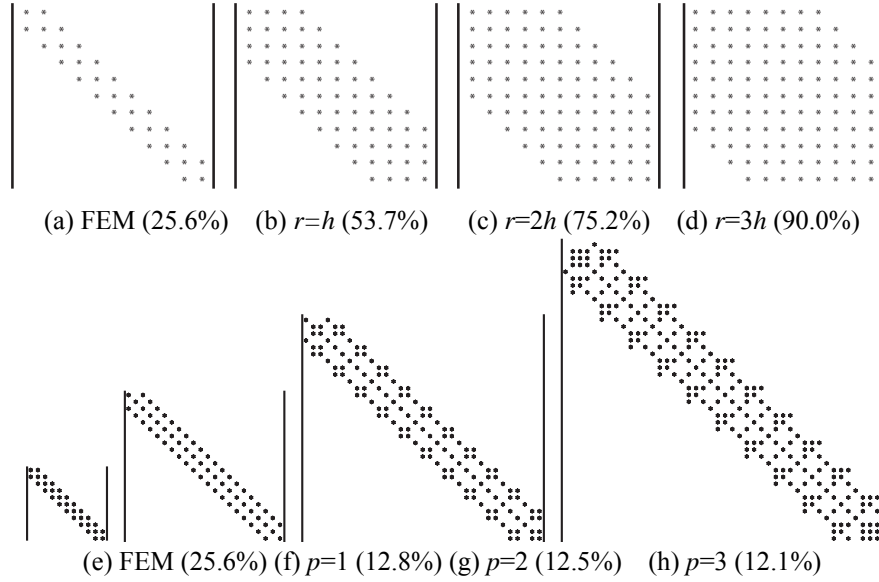 (a) FEM (25.6%) (b) r=h (53.7%) (c) r=2h (75.2%) (d) r=3h (90.0%)
(e) FEM (25.6%) (f) p=1 (12.8%) (g) p=2 (12.5%) (h) p=3 (12.1%)